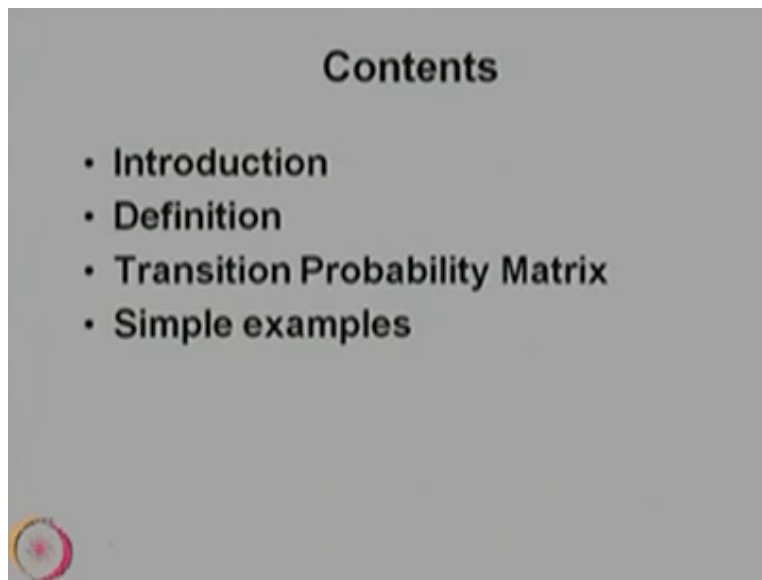 Contents
• Introduction
• Definition
• Transition Probability Matrix
• Simple examples